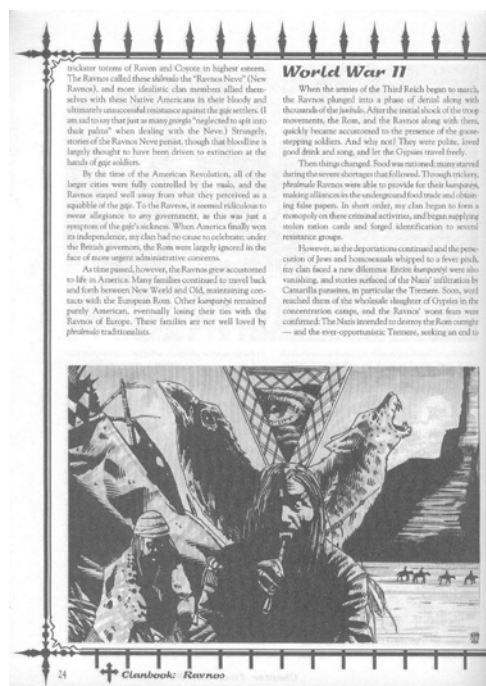 trickster totems of Raven and Coyote in highest esteem.
The Ravnos called these shilmulo the "Ravnos Neve" (New
Ravnos), and more idealistic clan members allied them-
selves with these Native Americans in their bloody and
ultimately unsuccessful resistance against the gaje settlers. (I
am sad to say that just as many gorgio "neglected to spit into
their palms" when dealing with the Neve.) Strangely,
stories of the Ravnos Neve persist, though that bloodline is
largely thought to have been driven to extinction at the
hands of gaje soldiers.
By the time of the American Revolution, all of the
larger cities were fully controlled by the and the
Ravnos stayed well away from what they perceived as a
squabble of the gaje. To the Ravnos, it seemed ridiculous to
swear allegiance to any government, as this was just a
symptom of the gaje's sickness. When America finally won
its independence, my clan had no cause to celebrate; under
the British governors, the Rom were largely ignored in the
face of more urgent administrative concerns.
As time passed, however, the Ravnos grew accustomed
to life in America. Many families continued to travel back
and forth between New World and Old, maintaining con-
tacts with the European Rom. Other kumpaniyi remained
purely American, eventually losing their ties with the
Ravnos of Europe. These families are not well loved by
phralmulo traditionalists.
World War II
When the armies of the Third Reich began to march,
the Ravnos plunged into a phase of denial along with
thousands of the After the initial shock of the troop
movements, the Rom, and the Ravnos along with them,
quickly became accustomed to the presence of the goose-
stepping soldiers. And why not? They were polite, loved
good drink and song, and let the Gypsies travel freely.
Then things changed. Food was rationed; many starved
during the severe shortages that followed. Through trickery,
phralmulo Ravnos were able to provide for their kumpaniyi,
making alliances in the underground food trade and obtain-
ing false papers. In short order, my clan began to form a
monopoly on these criminal activities, and began supplying
stolen ration cards and forged identification to several
resistance groups.
However, as the deportations continued and the perse-
cution of Jews and homosexuals whipped to a fever pitch,
my clan faced a new dilemma: Entire kumpaniyi were also
vanishing, and stories surfaced of the Nazis' infiltration by
Camarilla parasites, in particular the Tremere. Soon, word
reached them of the wholesale slaughter of Gypsies in the
concentration camps, and the Ravnos' worst fears were
confirmed: The Nazis intended to destroy the Rom outright
— and the ever-opportunistic Tremere, seeking an end to
24
Clanbook: Ravnos